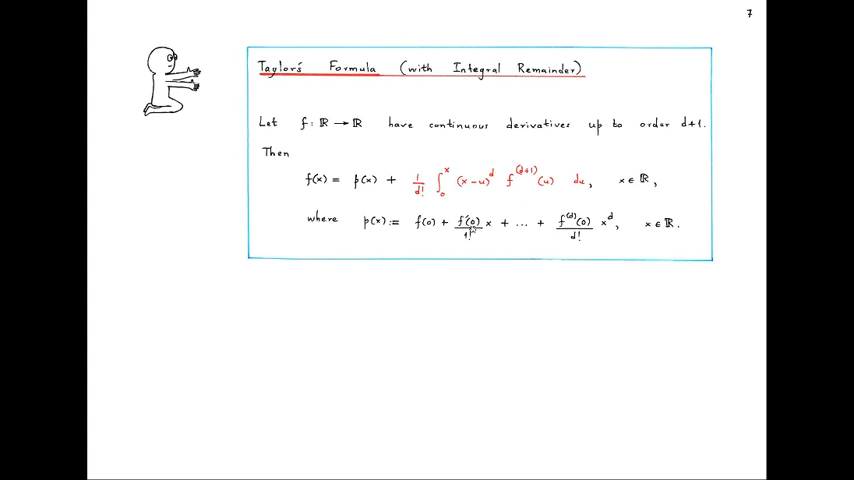 7
Taylor's Formula (with Integral Remainder)
Let f: ℝ → ℝ have continuous derivatives up to order d+1.
Then
f(x) = p(x) + 1/d! ∫₀ˣ (x-u)^d f^(d+1)(u) du, x ∈ ℝ,
where p(x) := f(0) + f'(0)/1! x + ... + f^(d)(0)/d! x^d, x ∈ ℝ.